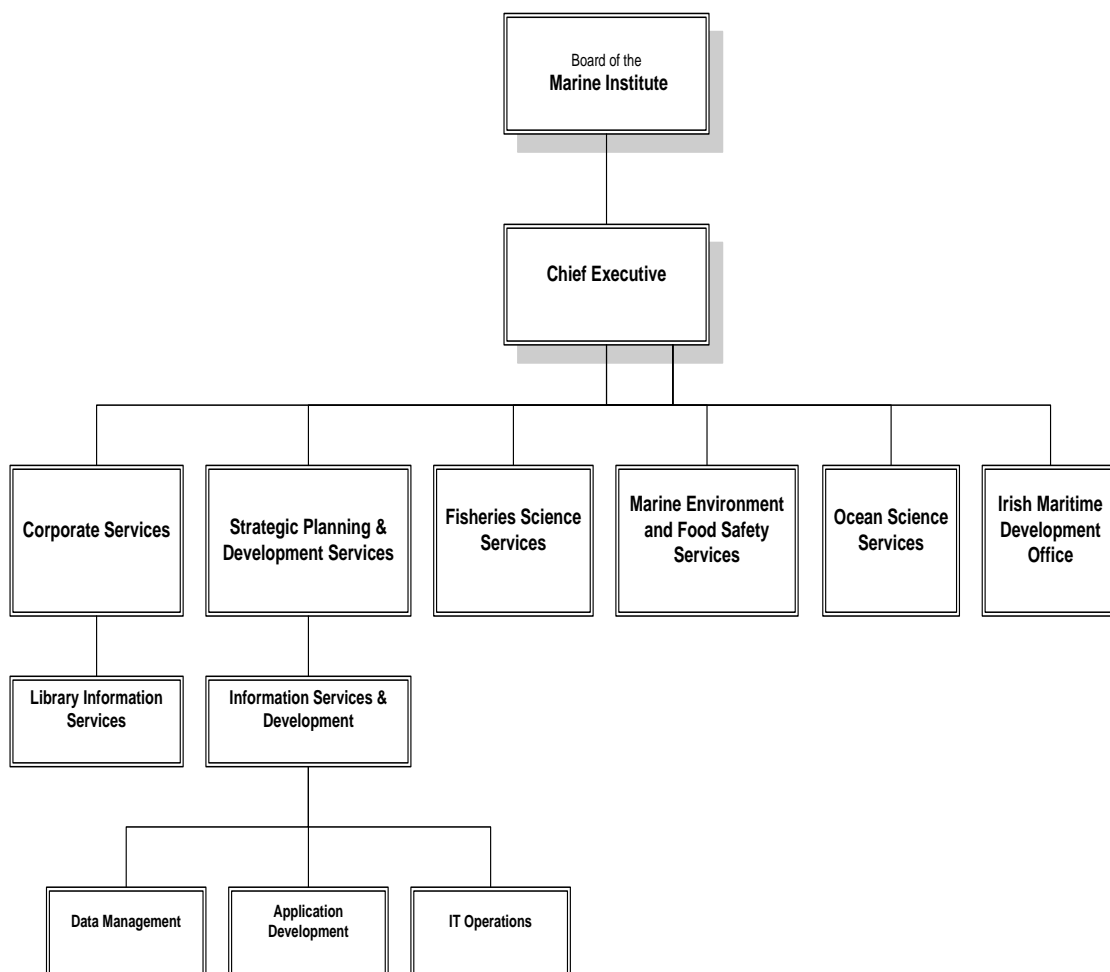 Board of the
Marine Institute
Chief Executive
Corporate Services
Strategic Planning &
Development Services
Fisheries Science
Services
Marine Environment
and Food Safety
Services
Ocean Science
Services
Irish Maritime
Development
Office
Library Information
Services
Information Services &
Development
Data Management
Application
Development
IT Operations